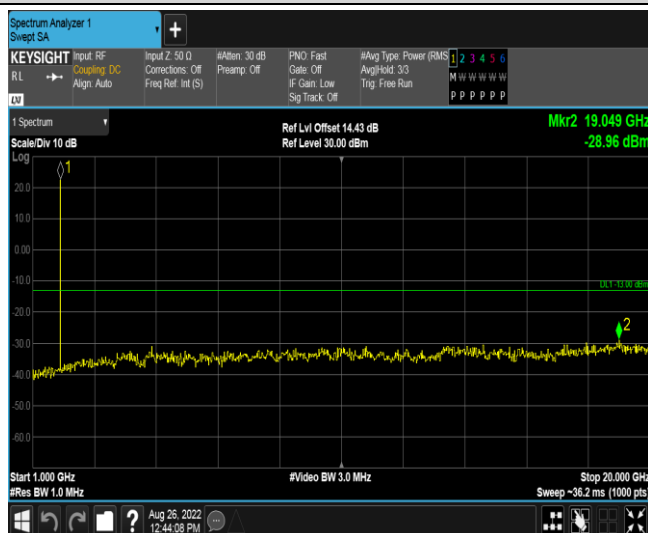 Spectrum Analyzer 1
Swept SA
KEYSIGHT
RL
LXI
Input: RF
Coupling: DC
Align: Auto
Input Z: 50 Ω
Corrections: Off
Freq Ref: Int (S)
#Atten: 30 dB
Preamp: Off
PNO: Fast
Gate: Off
IF Gain: Low
Sig Track: Off
#Avg Type: Power (RMS
Avg|Hold: 3/3
Trig: Free Run
1 2 3 4 5 6
M W W W W W
P P P P P P
1 Spectrum
Scale/Div 10 dB
Ref Lvl Offset 14.43 dB
Ref Level 30.00 dBm
Mkr2 19.049 GHz
-28.96 dBm
Log
1
20.0
10.0
0.00
-10.0
DL1 -13.00 dBm
-20.0
2
-30.0
-40.0
-50.0
-60.0
Start 1.000 GHz
#Video BW 3.0 MHz
Stop 20.000 GHz
#Res BW 1.0 MHz
Sweep ~36.2 ms (1000 pts)
?
Aug 26, 2022
12:44:08 PM